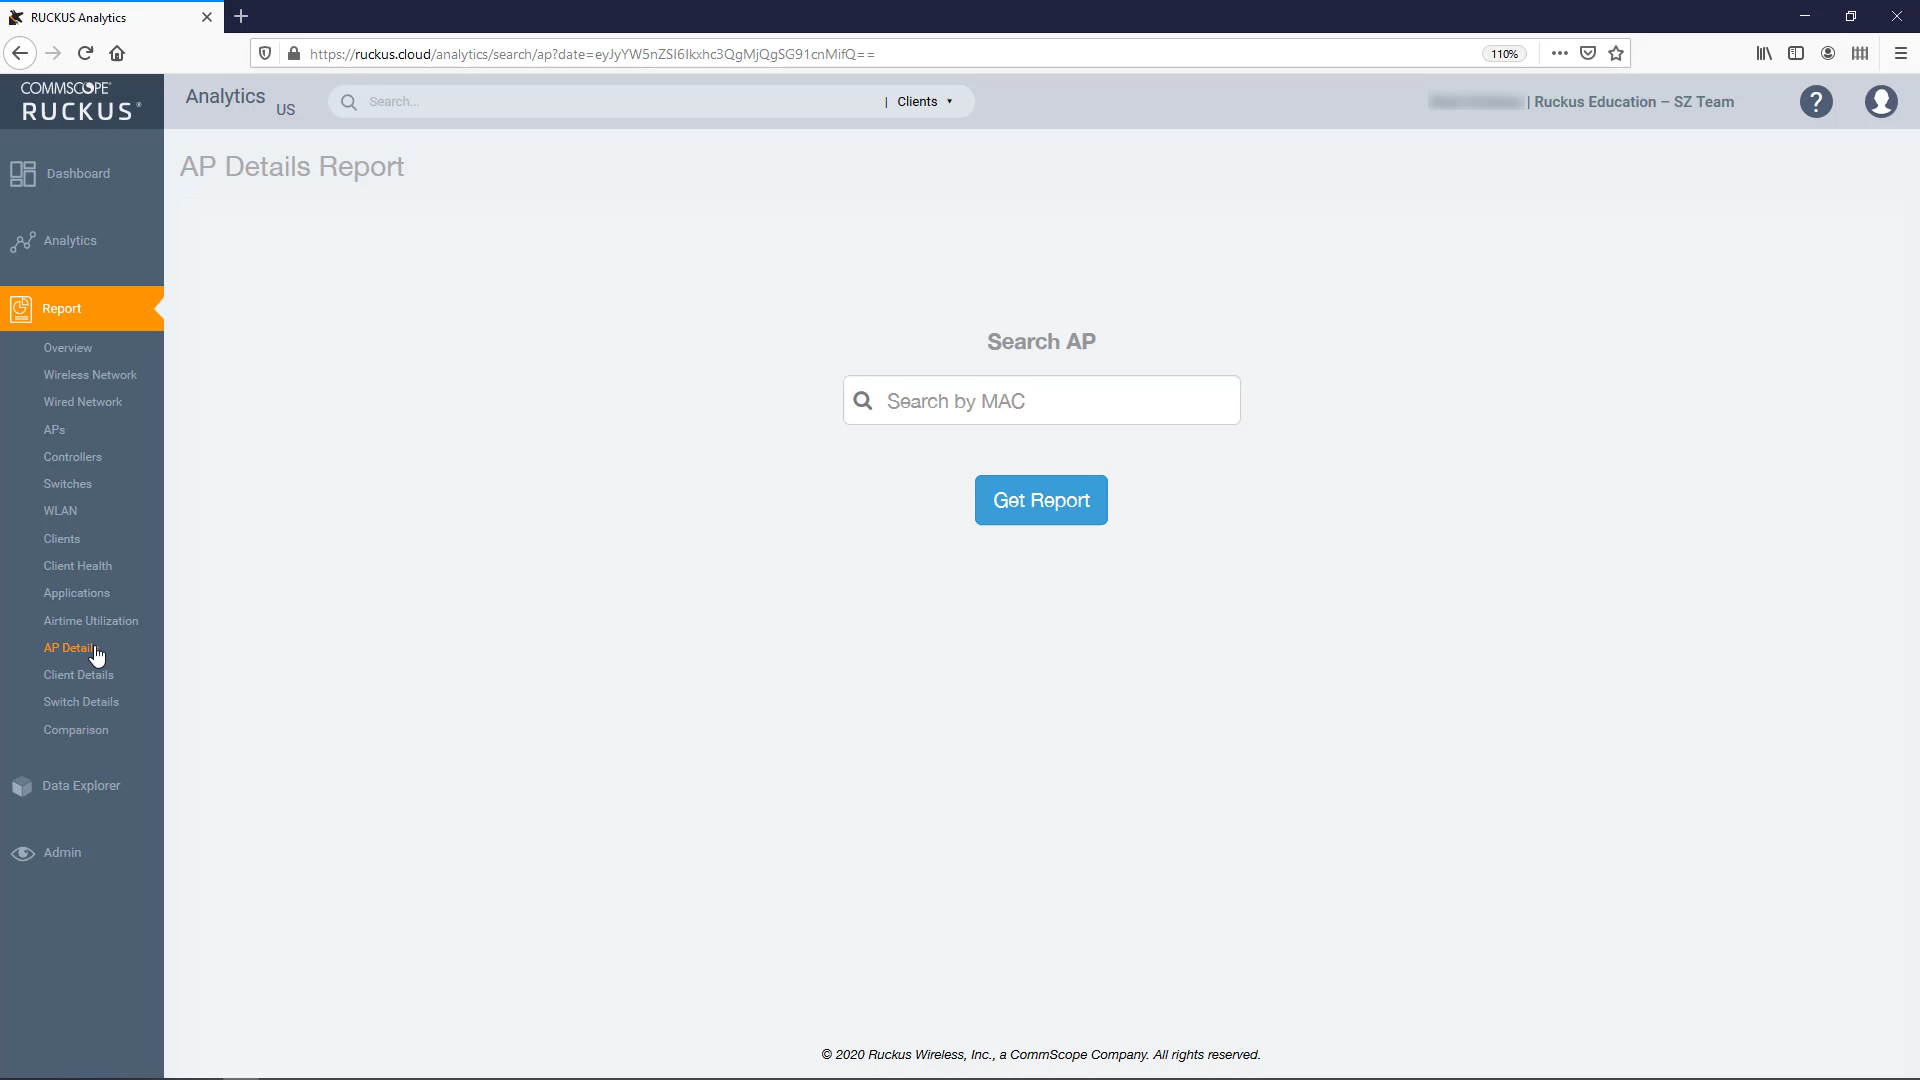 RUCKUS Analytics
https://ruckus.cloud/analytics/search/ap?date=eyJyYW5nZSI6Ikxhc3QgMjQgSG91cnMifQ==
110%
COMMSCOPE
RUCKUS
Analytics US
Search...
| Clients
| Ruckus Education – SZ Team
?
AP Details Report
Dashboard
Analytics
Report
Overview
Wireless Network
Wired Network
APs
Controllers
Switches
WLAN
Clients
Client Health
Applications
Airtime Utilization
AP Details
Client Details
Switch Details
Comparison
Data Explorer
Admin
Search AP
Search by MAC
Get Report
© 2020 Ruckus Wireless, Inc., a CommScope Company. All rights reserved.